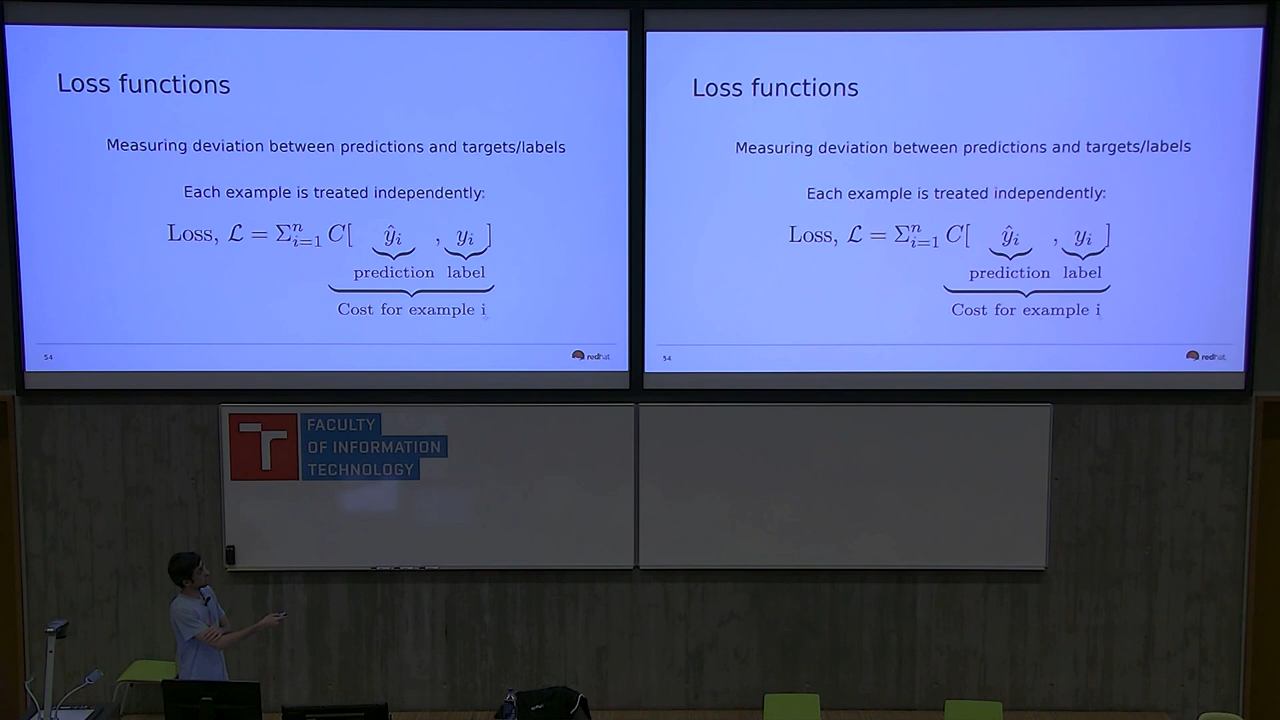 Loss functions
Measuring deviation between predictions and targets/labels
Each example is treated independently:
Loss, ℒ = Σⁿᵢ₌₁ C[ ŷᵢ , yᵢ ]
prediction label
Cost for example i
54
redhat
Loss functions
Measuring deviation between predictions and targets/labels
Each example is treated independently:
Loss, ℒ = Σⁿᵢ₌₁ C[ ŷᵢ , yᵢ ]
prediction label
Cost for example i
54
redhat
T
FACULTY
OF INFORMATION
TECHNOLOGY